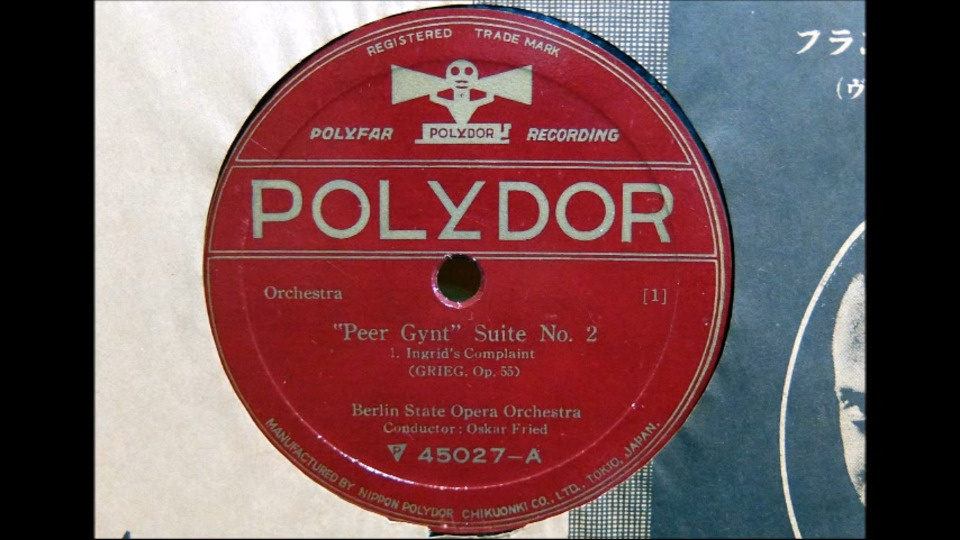 REGISTERED TRADE MARK
POLYFAR POLYDOR RECORDING
POLYDOR
Orchestra [1]
"Peer Gynt" Suite No. 2
1. Ingrid's Complaint
(GRIEG, Op. 55)
Berlin State Opera Orchestra
Conductor: Oskar Fried
P 45027-A
MANUFACTURED BY NIPPON POLYDOR CHIKUONKI CO., LTD., TOKIO, JAPAN.
フラ
(ヴ